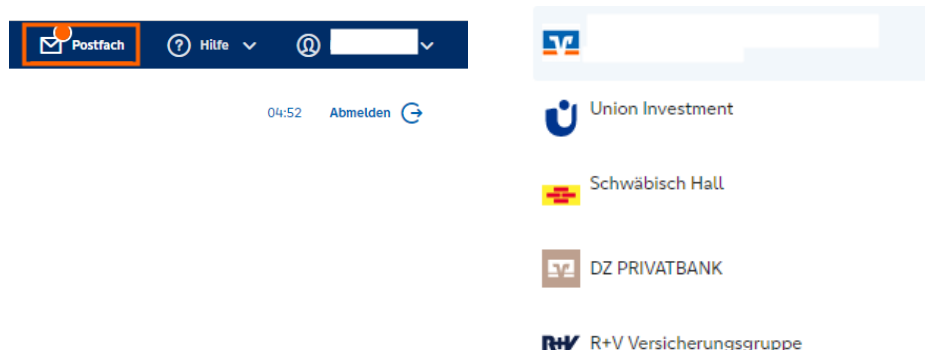 Postfach
Hilfe
04:52 Abmelden
Union Investment
Schwäbisch Hall
DZ PRIVATBANK
R+V R+V Versicherungsgruppe